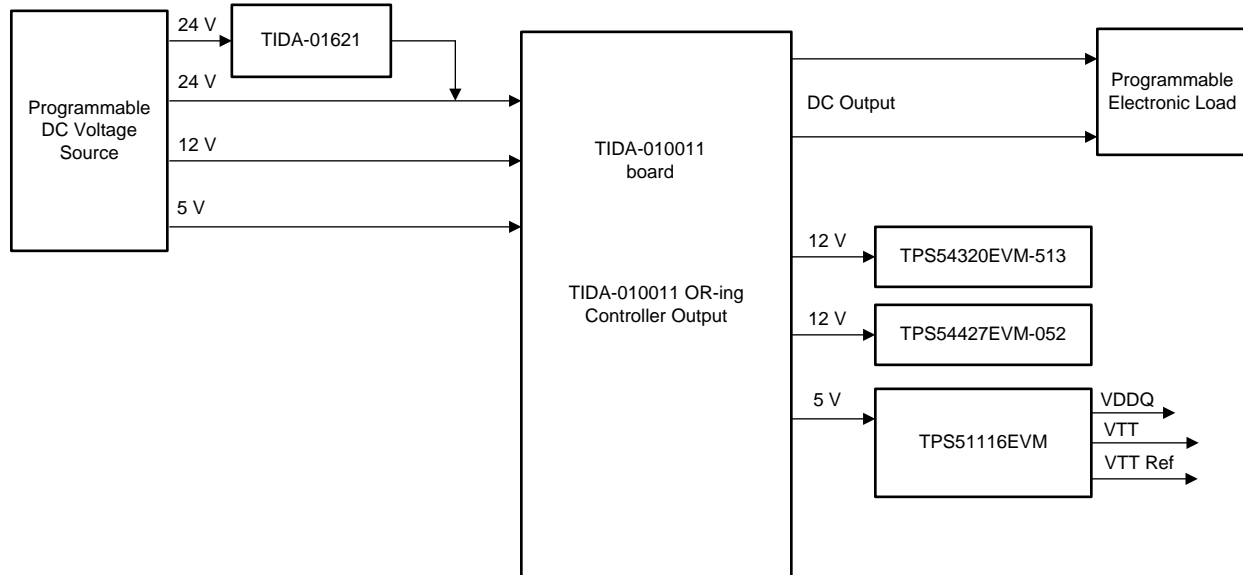 24 V
TIDA-01621
24 V
Programmable
DC Voltage
Source
12 V
5 V
TIDA-010011
board
TIDA-010011 OR-ing
Controller Output
DC Output
Programmable
Electronic Load
12 V
TPS54320EVM-513
12 V
TPS54427EVM-052
5 V
TPS51116EVM
VDDQ
VTT
VTT Ref